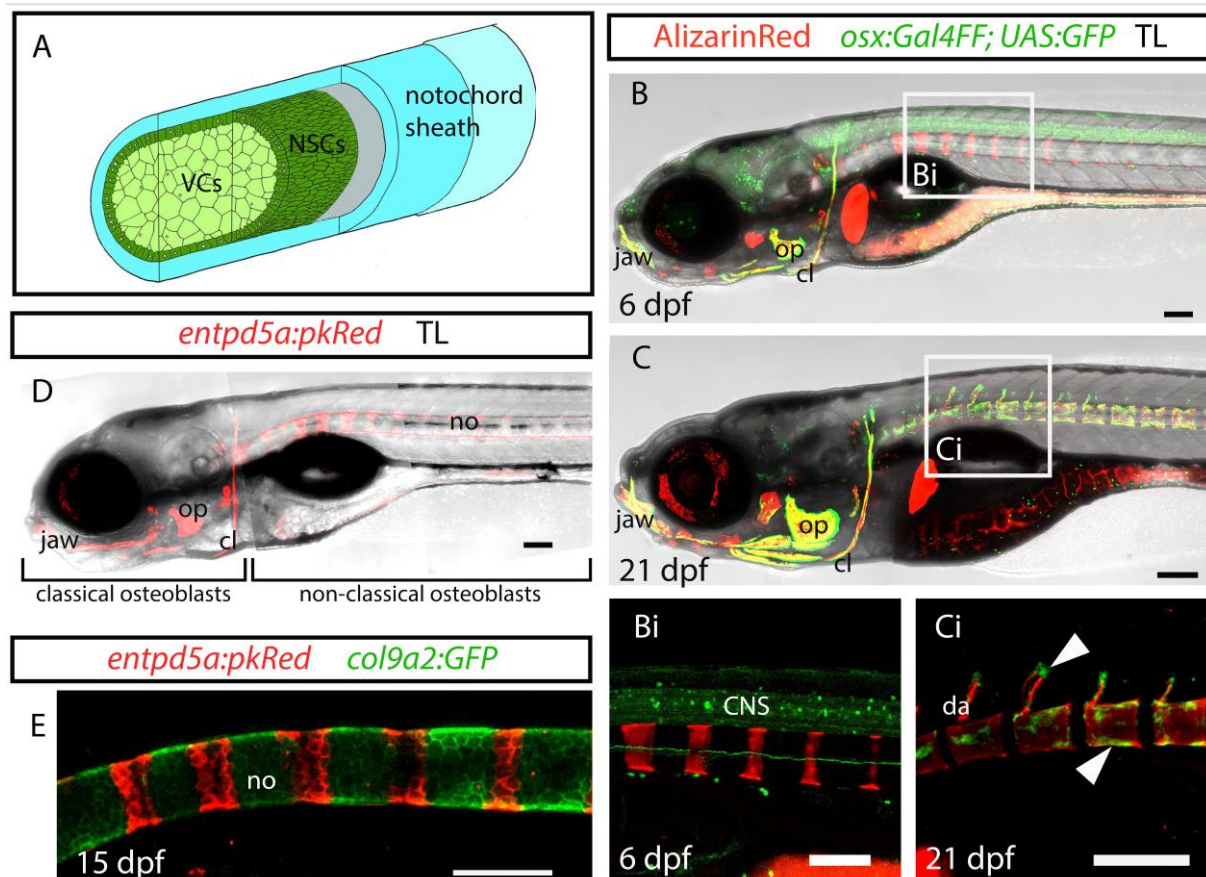 A
notochord
sheath
NSCs
VCs
AlizarinRed osx:Gal4FF; UAS:GFP TL
B
Bi
jaw
op
cl
6 dpf
entpd5a:pkRed TL
D
no
op
jaw
cl
classical osteoblasts non-classical osteoblasts
C
Ci
jaw
op
cl
21 dpf
entpd5a:pkRed col9a2:GFP
E
no
15 dpf
Bi
CNS
6 dpf
Ci
da
21 dpf